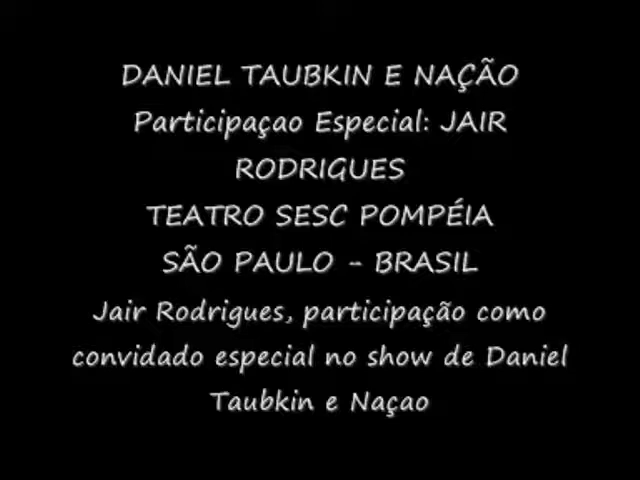 DANIEL TAUBKIN E NAÇÃO
Participaçao Especial: JAIR
RODRIGUES
TEATRO SESC POMPÉIA
SÃO PAULO - BRASIL
Jair Rodrigues, participação como
convidado especial no show de Daniel
Taubkin e Naçao